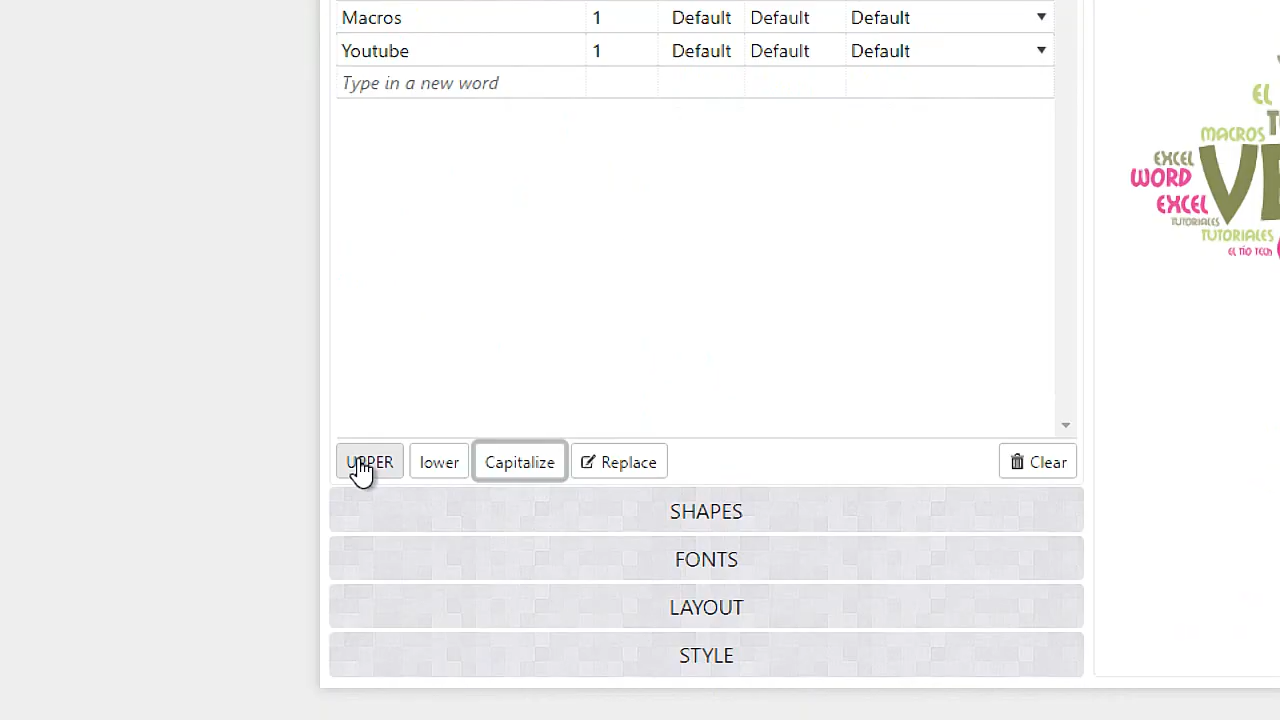 Macros 1 Default Default Default
Youtube 1 Default Default Default
Type in a new word
EL
MACROS
EXCEL
WORD
EXCEL
TUTORIALES
TUTORIALES
EL TÍO TECH
UPPER lower Capitalize Replace Clear
SHAPES
FONTS
LAYOUT
STYLE